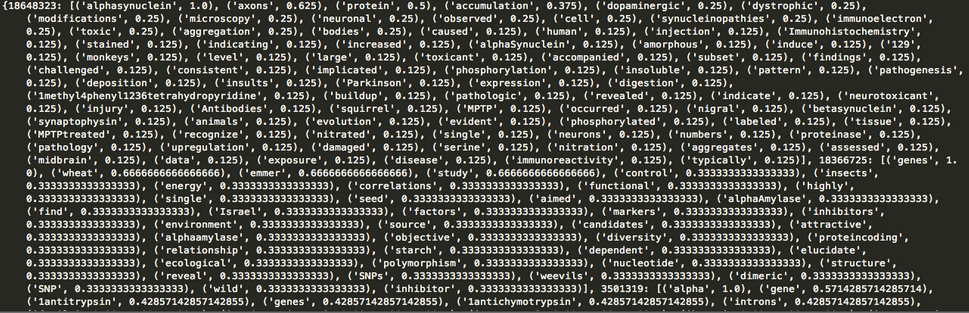 {18648323: [('alphasynuclein', 1.0), ('axons', 0.625), ('protein', 0.5), ('accumulation', 0.375), ('dopaminergic', 0.25), ('dystrophic', 0.25),
('modifications', 0.25), ('microscopy', 0.25), ('neuronal', 0.25), ('observed', 0.25), ('cell', 0.25), ('synucleinopathies', 0.25), ('immunoelectron',
0.25), ('toxic', 0.25), ('aggregation', 0.25), ('bodies', 0.25), ('caused', 0.125), ('human', 0.125), ('injection', 0.125), ('Immunohistochemistry',
0.125), ('stained', 0.125), ('indicating', 0.125), ('increased', 0.125), ('alphaSynuclein', 0.125), ('amorphous', 0.125), ('induce', 0.125), ('129',
0.125), ('monkeys', 0.125), ('level', 0.125), ('large', 0.125), ('toxicant', 0.125), ('accompanied', 0.125), ('subset', 0.125), ('findings', 0.125),
('challenged', 0.125), ('consistent', 0.125), ('implicated', 0.125), ('phosphorylation', 0.125), ('insoluble', 0.125), ('pattern', 0.125), ('pathogenesis',
0.125), ('deposition', 0.125), ('insults', 0.125), ('Parkinson', 0.125), ('expression', 0.125), ('digestion', 0.125),
('1methyl4phenyl1236tetrahydropyridine', 0.125), ('buildup', 0.125), ('pathologic', 0.125), ('revealed', 0.125), ('indicate', 0.125), ('neurotoxicant',
0.125), ('injury', 0.125), ('Antibodies', 0.125), ('squirrel', 0.125), ('MPTP', 0.125), ('occurred', 0.125), ('nigral', 0.125), ('betasynuclein', 0.125),
('synaptophysin', 0.125), ('animals', 0.125), ('evolution', 0.125), ('evident', 0.125), ('phosphorylated', 0.125), ('labeled', 0.125), ('tissue', 0.125),
('MPTPtreated', 0.125), ('recognize', 0.125), ('nitrated', 0.125), ('single', 0.125), ('neurons', 0.125), ('numbers', 0.125), ('proteinase', 0.125),
('pathology', 0.125), ('upregulation', 0.125), ('damaged', 0.125), ('serine', 0.125), ('nitration', 0.125), ('aggregates', 0.125), ('assessed', 0.125),
('midbrain', 0.125), ('data', 0.125), ('exposure', 0.125), ('disease', 0.125), ('immunoreactivity', 0.125), ('typically', 0.125)], 18366725: [('genes', 1.
0), ('wheat', 0.6666666666666666), ('emmer', 0.6666666666666666), ('study', 0.6666666666666666), ('control', 0.3333333333333333), ('insects',
0.3333333333333333), ('energy', 0.3333333333333333), ('correlations', 0.3333333333333333), ('functional', 0.3333333333333333), ('highly',
0.3333333333333333), ('single', 0.3333333333333333), ('seed', 0.3333333333333333), ('aimed', 0.3333333333333333), ('alphaAmylase', 0.3333333333333333),
('find', 0.3333333333333333), ('Israel', 0.3333333333333333), ('factors', 0.3333333333333333), ('markers', 0.3333333333333333), ('inhibitors',
0.3333333333333333), ('environment', 0.3333333333333333), ('source', 0.3333333333333333), ('candidates', 0.3333333333333333), ('attractive',
0.3333333333333333), ('alphaamylase', 0.3333333333333333), ('objective', 0.3333333333333333), ('diversity', 0.3333333333333333), ('proteincoding',
0.3333333333333333), ('relationship', 0.3333333333333333), ('starch', 0.3333333333333333), ('dependent', 0.3333333333333333), ('elucidate',
0.3333333333333333), ('ecological', 0.3333333333333333), ('polymorphism', 0.3333333333333333), ('nucleotide', 0.3333333333333333), ('structure',
0.3333333333333333), ('reveal', 0.3333333333333333), ('SNPs', 0.3333333333333333), ('weevils', 0.3333333333333333), ('dimeric', 0.3333333333333333),
('SNP', 0.3333333333333333), ('wild', 0.3333333333333333), ('inhibitor', 0.3333333333333333)], 3501319: [('alpha', 1.0), ('gene', 0.5714285714285714),
('1antitrypsin', 0.42857142857142855), ('genes', 0.42857142857142855), ('1antichymotrypsin', 0.42857142857142855), ('introns', 0.42857142857142855),